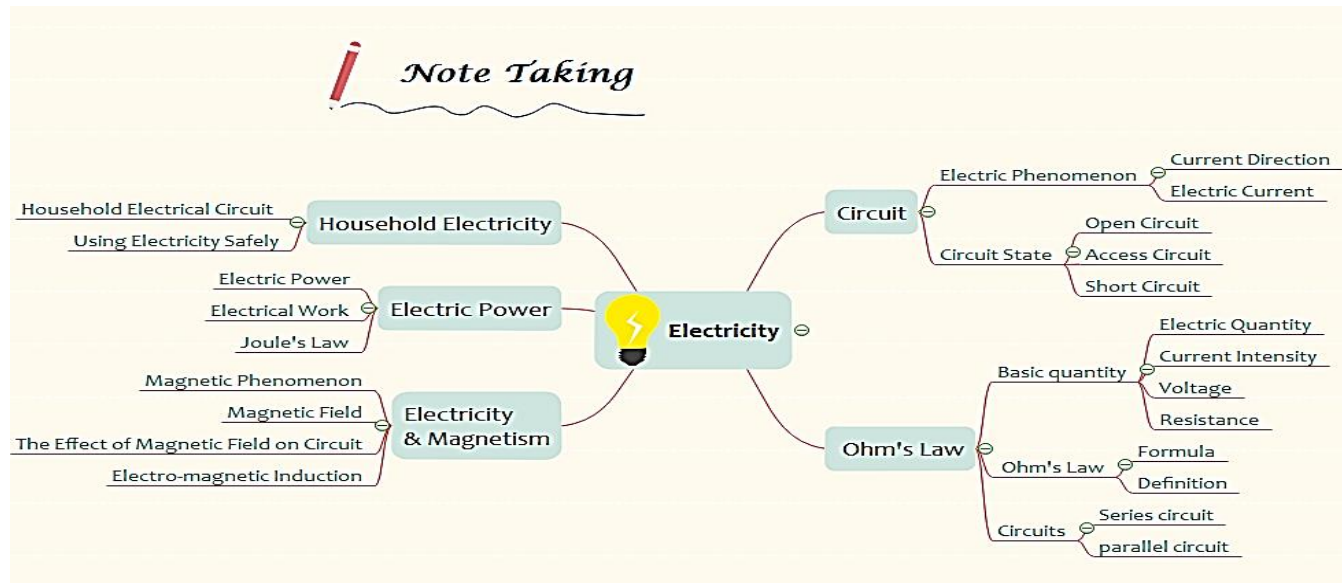 Note Taking
Household Electrical Circuit
Using Electricity Safely
Household Electricity
Electric Power
Electrical Work
Joule's Law
Electric Power
Magnetic Phenomenon
Magnetic Field
The Effect of Magnetic Field on Circuit
Electro-magnetic Induction
Electricity
& Magnetism
Electricity
Circuit
Electric Phenomenon
Current Direction
Electric Current
Circuit State
Open Circuit
Access Circuit
Short Circuit
Ohm's Law
Basic quantity
Electric Quantity
Current Intensity
Voltage
Resistance
Ohm's Law
Formula
Definition
Circuits
Series circuit
parallel circuit